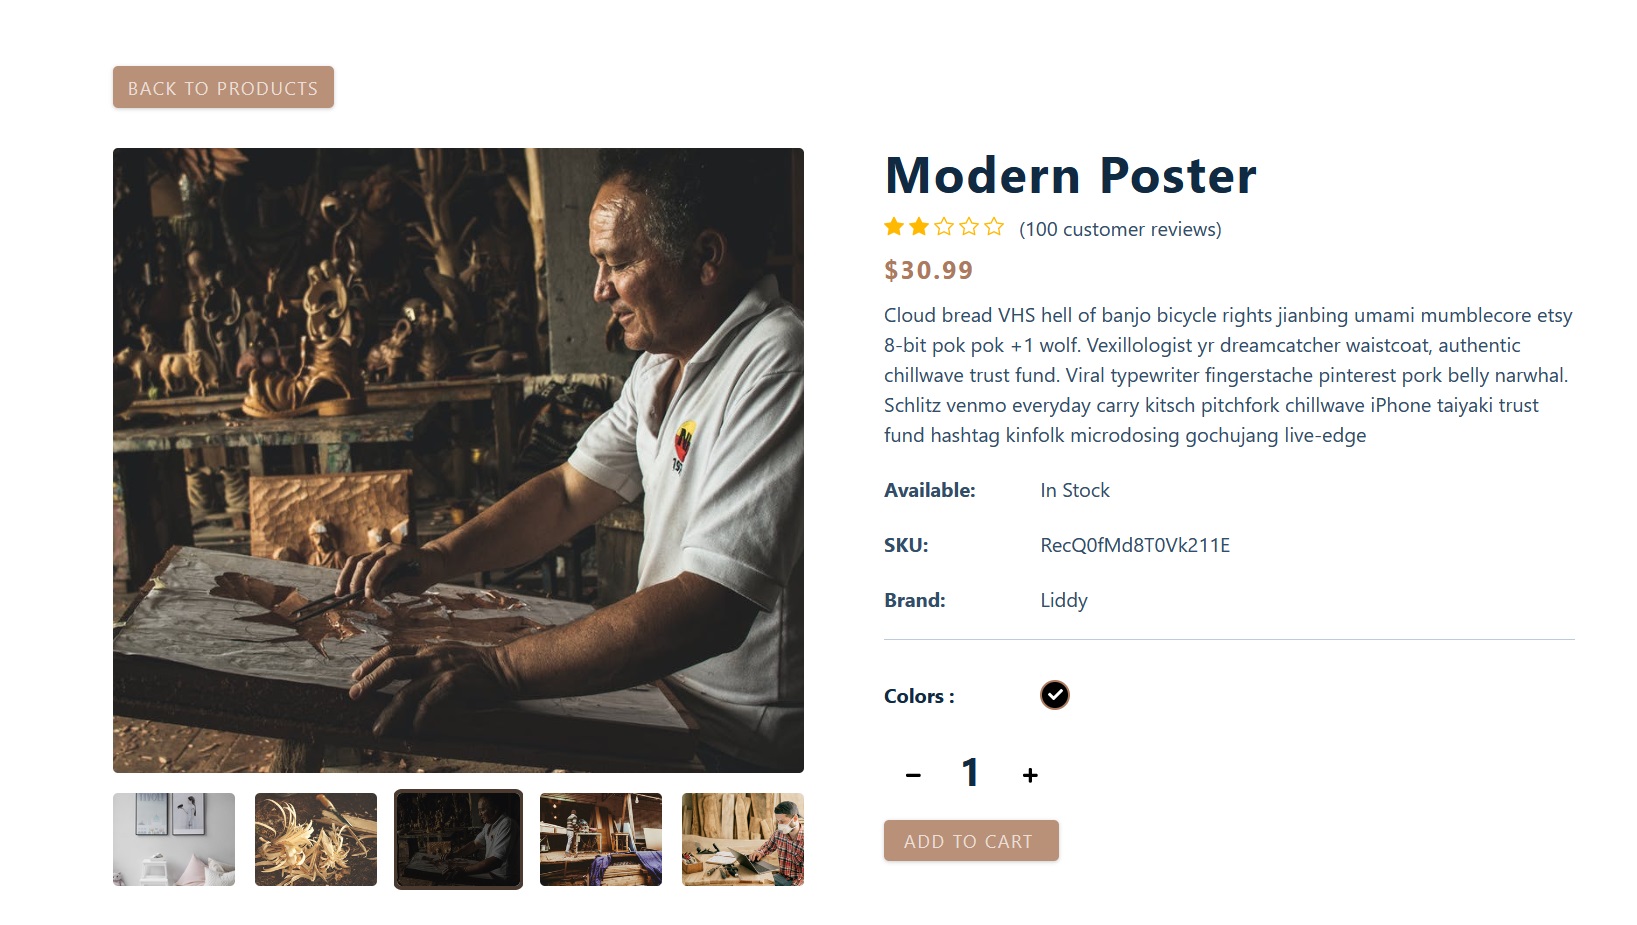 BACK TO PRODUCTS
Modern Poster
(100 customer reviews)
$30.99
Cloud bread VHS hell of banjo bicycle rights jianbing umami mumblecore etsy
8-bit pok pok +1 wolf. Vexillologist yr dreamcatcher waistcoat, authentic
chillwave trust fund. Viral typewriter fingerstache pinterest pork belly narwhal.
Schlitz venmo everyday carry kitsch pitchfork chillwave iPhone taiyaki trust
fund hashtag kinfolk microdosing gochujang live-edge
Available: In Stock
SKU: RecQ0fMd8T0Vk211E
Brand: Liddy
Colors :
− 1 +
ADD TO CART